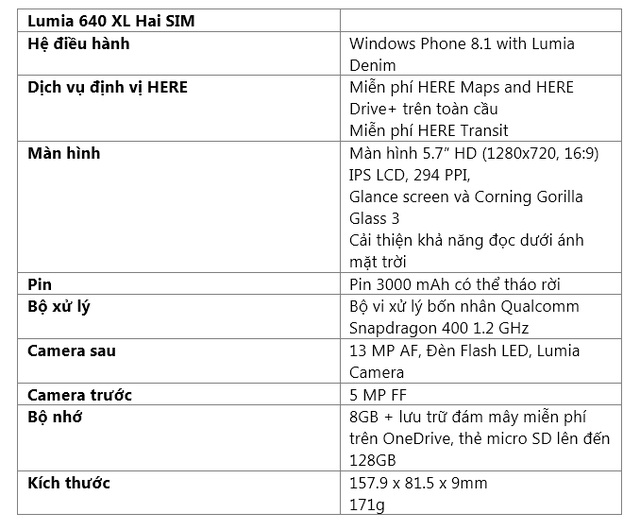 Lumia 640 XL Hai SIM
Hệ điều hành
Windows Phone 8.1 with Lumia
Denim
Dịch vụ định vị HERE
Miễn phí HERE Maps and HERE
Drive+ trên toàn cầu
Miễn phí HERE Transit
Màn hình
Màn hình 5.7” HD (1280x720, 16:9)
IPS LCD, 294 PPI,
Glance screen và Corning Gorilla
Glass 3
Cải thiện khả năng đọc dưới ánh
mặt trời
Pin
Pin 3000 mAh có thể tháo rời
Bộ xử lý
Bộ vi xử lý bốn nhân Qualcomm
Snapdragon 400 1.2 GHz
Camera sau
13 MP AF, Đèn Flash LED, Lumia
Camera
Camera trước
5 MP FF
Bộ nhớ
8GB + lưu trữ đám mây miễn phí
trên OneDrive, thẻ micro SD lên đến
128GB
Kích thước
157.9 x 81.5 x 9mm
171g